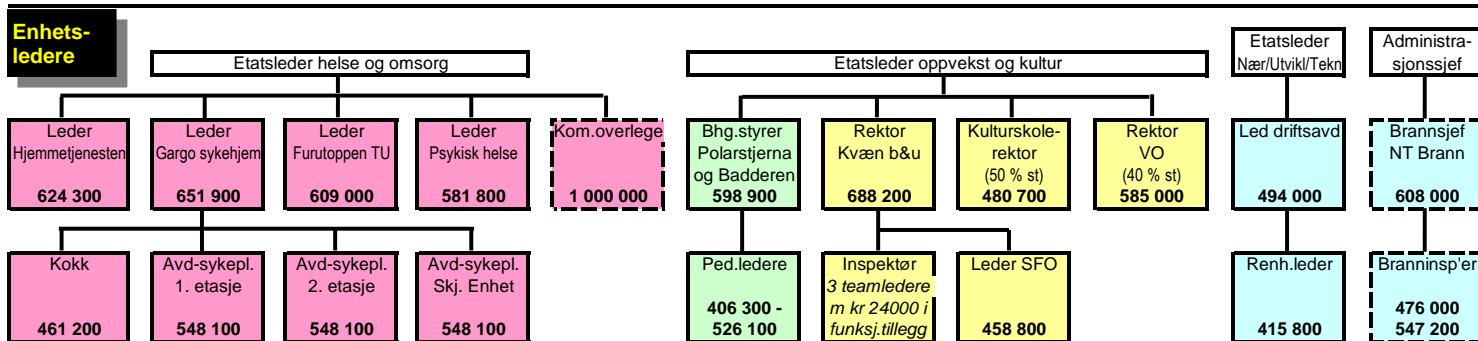 Enhets-
ledere
Etatsleder helse og omsorg
Etatsleder oppvekst og kultur
Etatsleder
Nær/Utvikl/Tekn
Administra-
sjonssjef
Leder
Hjemmetjenesten
624 300
Leder
Gargo sykehjem
651 900
Leder
Furutoppen TU
609 000
Leder
Psykisk helse
581 800
Kom.overlege
1 000 000
Bhg.styrer
Polarstjerna
og Badderen
598 900
Rektor
Kvæn b&u
688 200
Kulturskole-
rektor
(50 % st)
480 700
Rektor
VO
(40 % st)
585 000
Led driftsavd
494 000
Brannsjef
NT Brann
608 000
Kokk
461 200
Avd-sykepl.
1. etasje
548 100
Avd-sykepl.
2. etasje
548 100
Avd-sykepl.
Skj. Enhet
548 100
Ped.ledere
406 300 -
526 100
Inspektør
3 teamledere
m kr 24000 i
funksj.tillegg
Leder SFO
458 800
Renh.leder
415 800
Branninsp'er
476 000
547 200